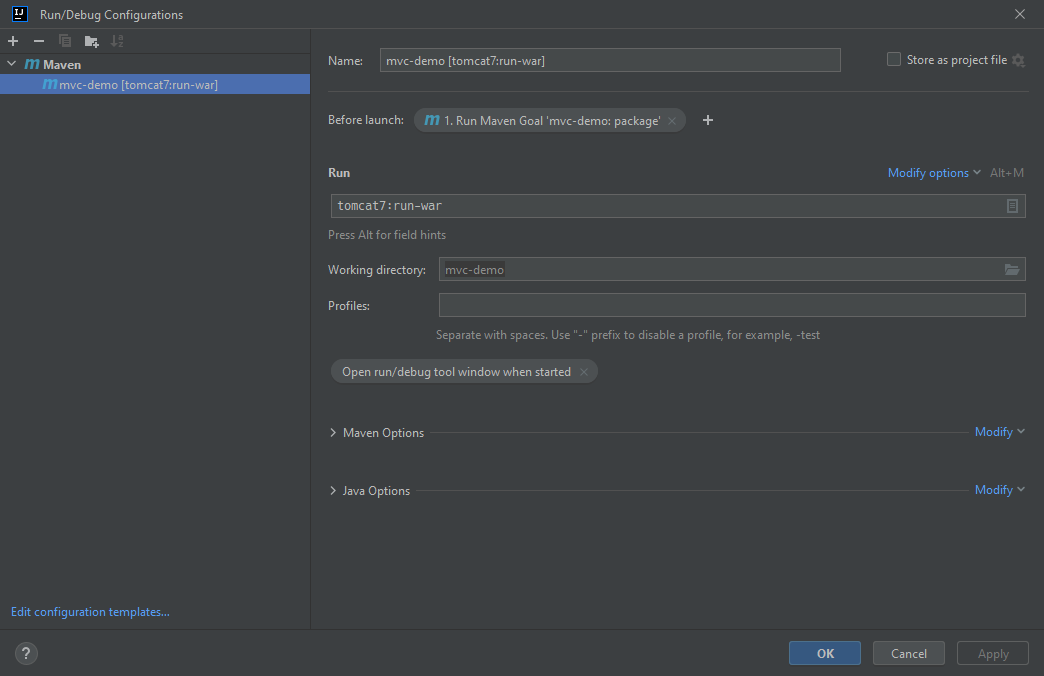 IJ Run/Debug Configurations
Maven
mvc-demo [tomcat7:run-war]
Name: mvc-demo [tomcat7:run-war] Store as project file
Before launch: m 1. Run Maven Goal 'mvc-demo: package'
Run Modify options Alt+M
tomcat7:run-war
Press Alt for field hints
Working directory: mvc-demo
Profiles:
Separate with spaces. Use "-" prefix to disable a profile, for example, -test
Open run/debug tool window when started
Maven Options Modify
Java Options Modify
Edit configuration templates...
? OK Cancel Apply